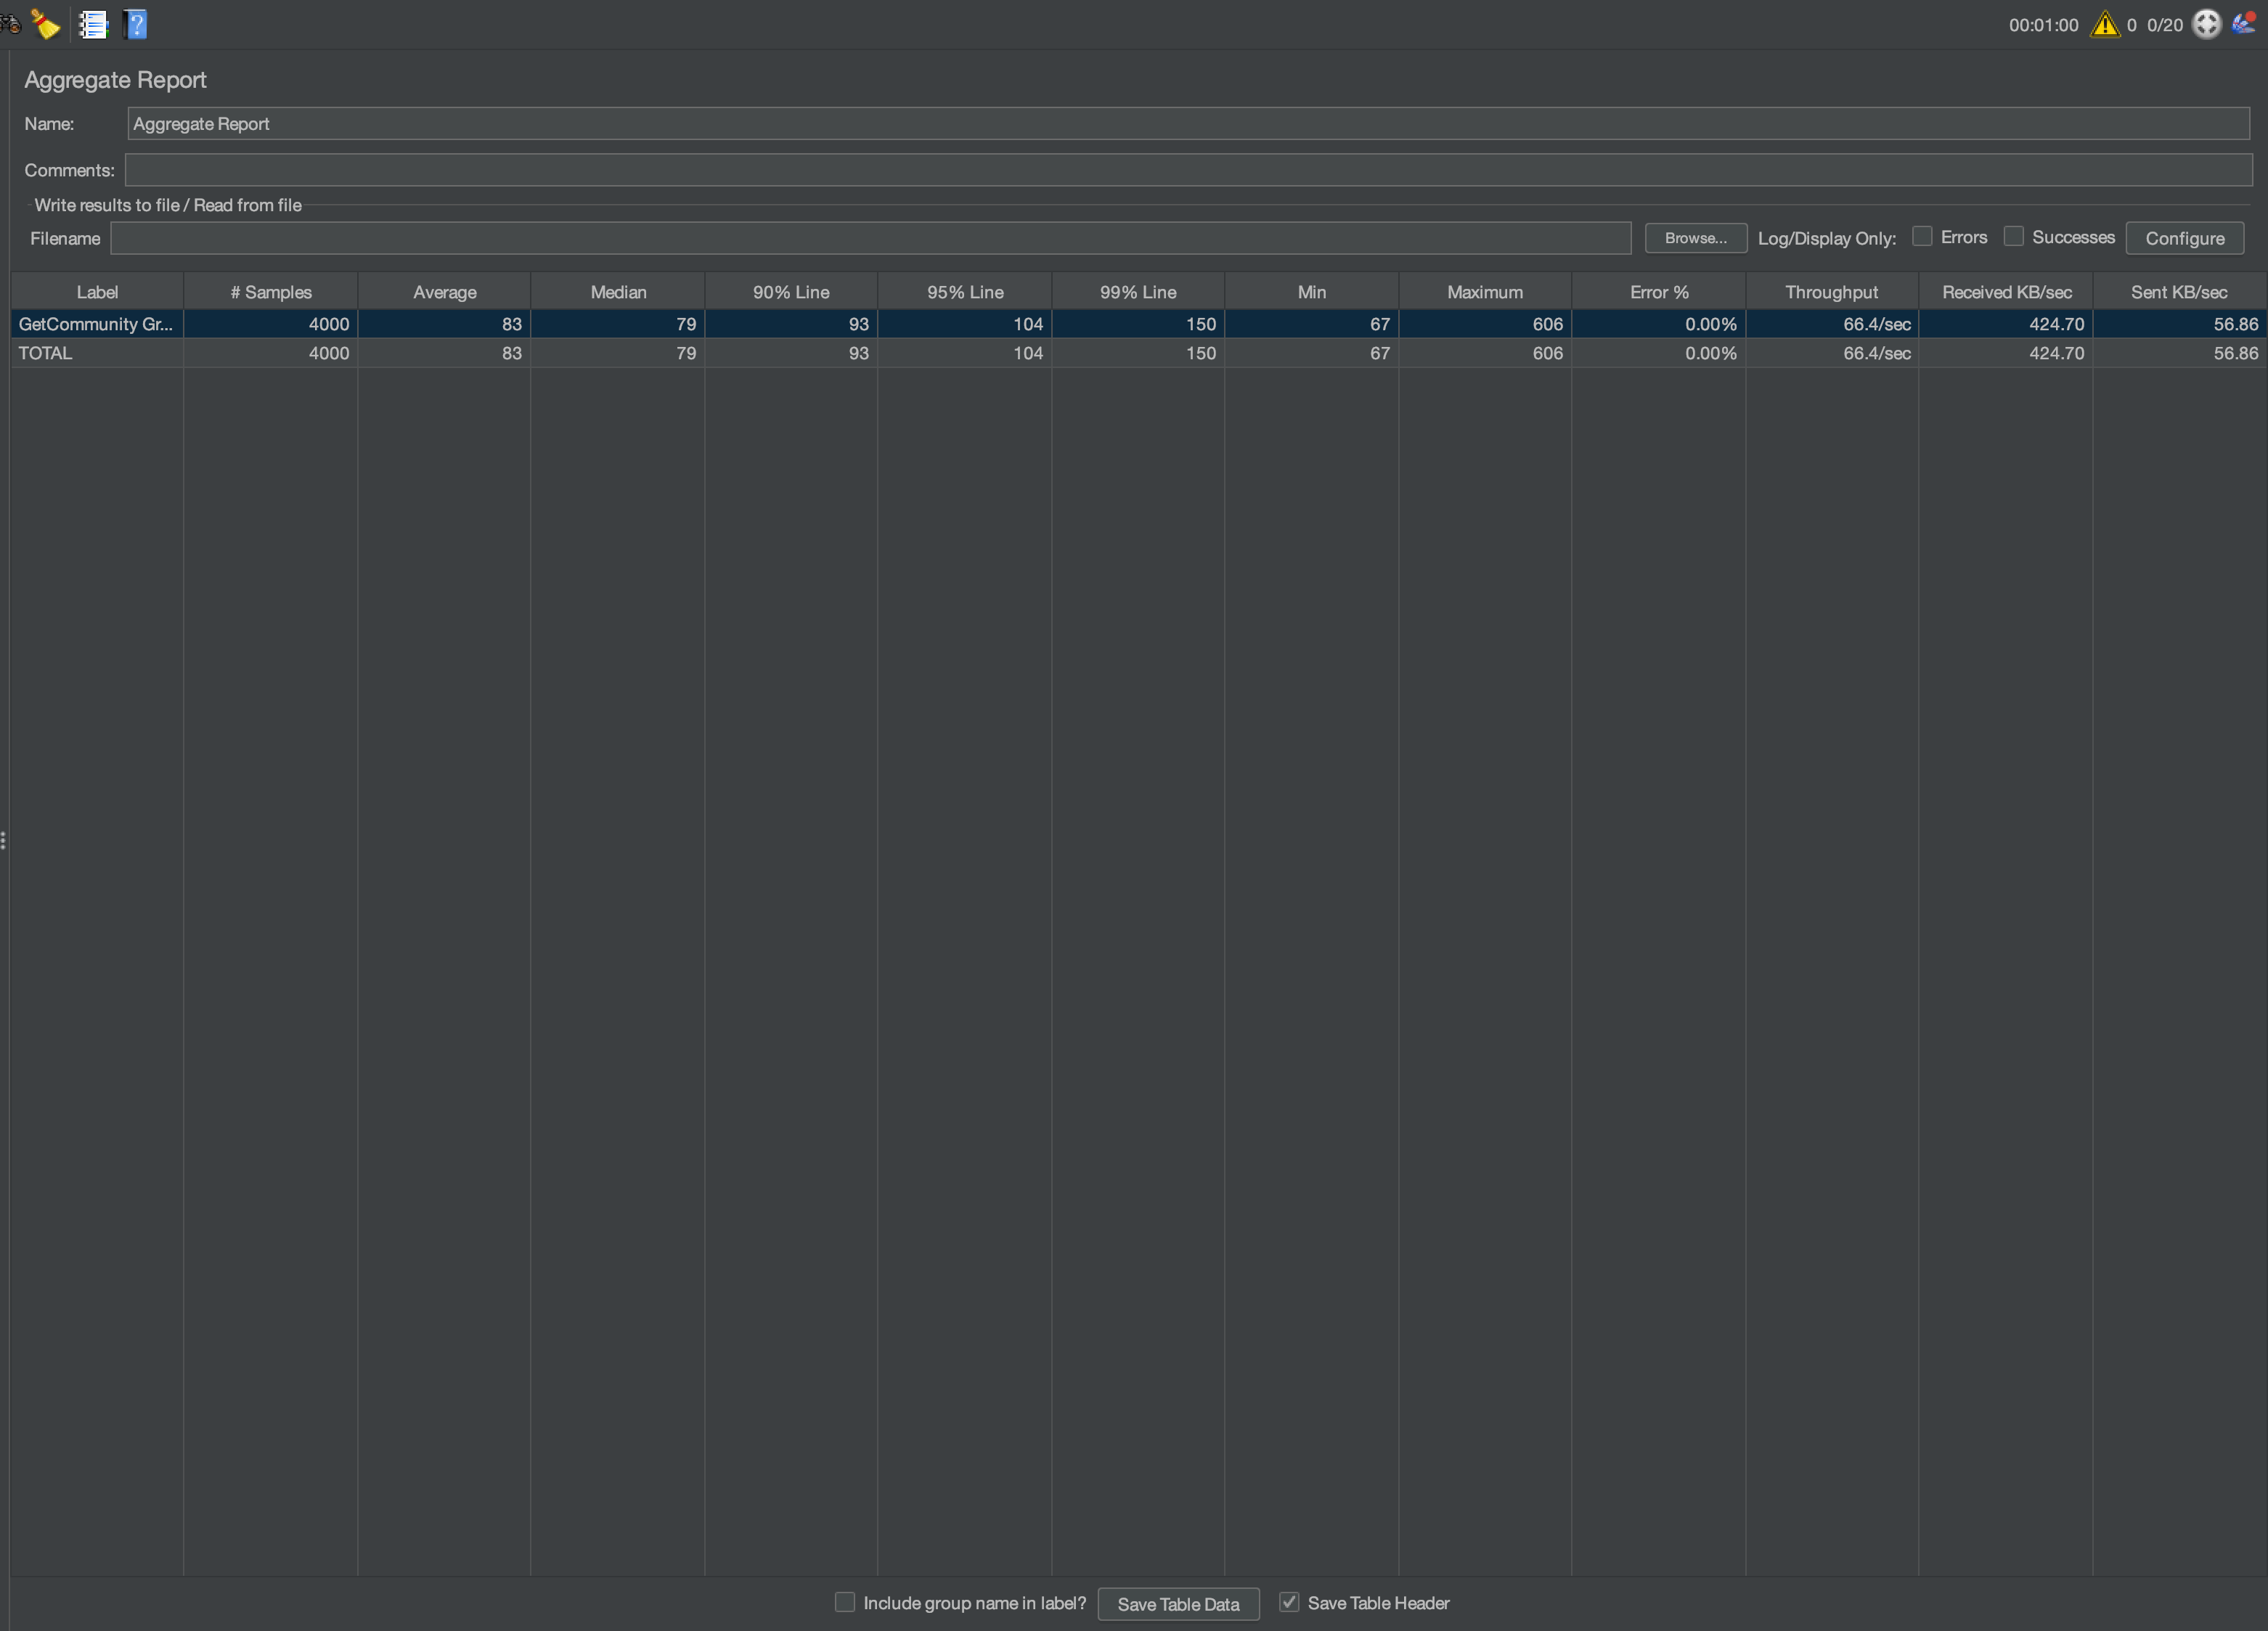 00:01:00 0 0/20
Aggregate Report
Name: Aggregate Report
Comments:
Write results to file / Read from file
Filename Browse... Log/Display Only: Errors Successes Configure
Label # Samples Average Median 90% Line 95% Line 99% Line Min Maximum Error % Throughput Received KB/sec Sent KB/sec
GetCommunity Gr... 4000 83 79 93 104 150 67 606 0.00% 66.4/sec 424.70 56.86
TOTAL 4000 83 79 93 104 150 67 606 0.00% 66.4/sec 424.70 56.86
Include group name in label? Save Table Data Save Table Header